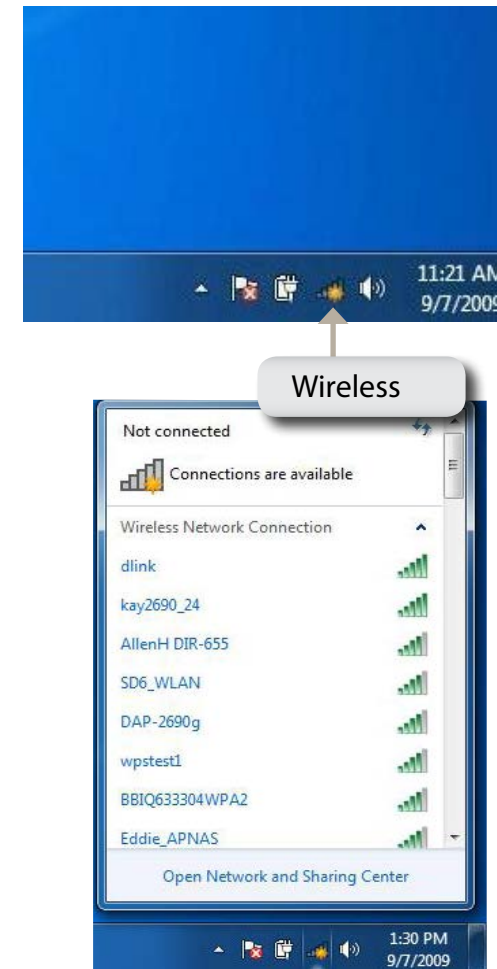 11:21 AM
9/7/2009
Wireless
Not connected
Connections are available
Wireless Network Connection
dlink
kay2690_24
AllenH DIR-655
SD6_WLAN
DAP-2690g
wpstest1
BBIQ633304WPA2
Eddie_APNAS
Open Network and Sharing Center
1:30 PM
9/7/2009